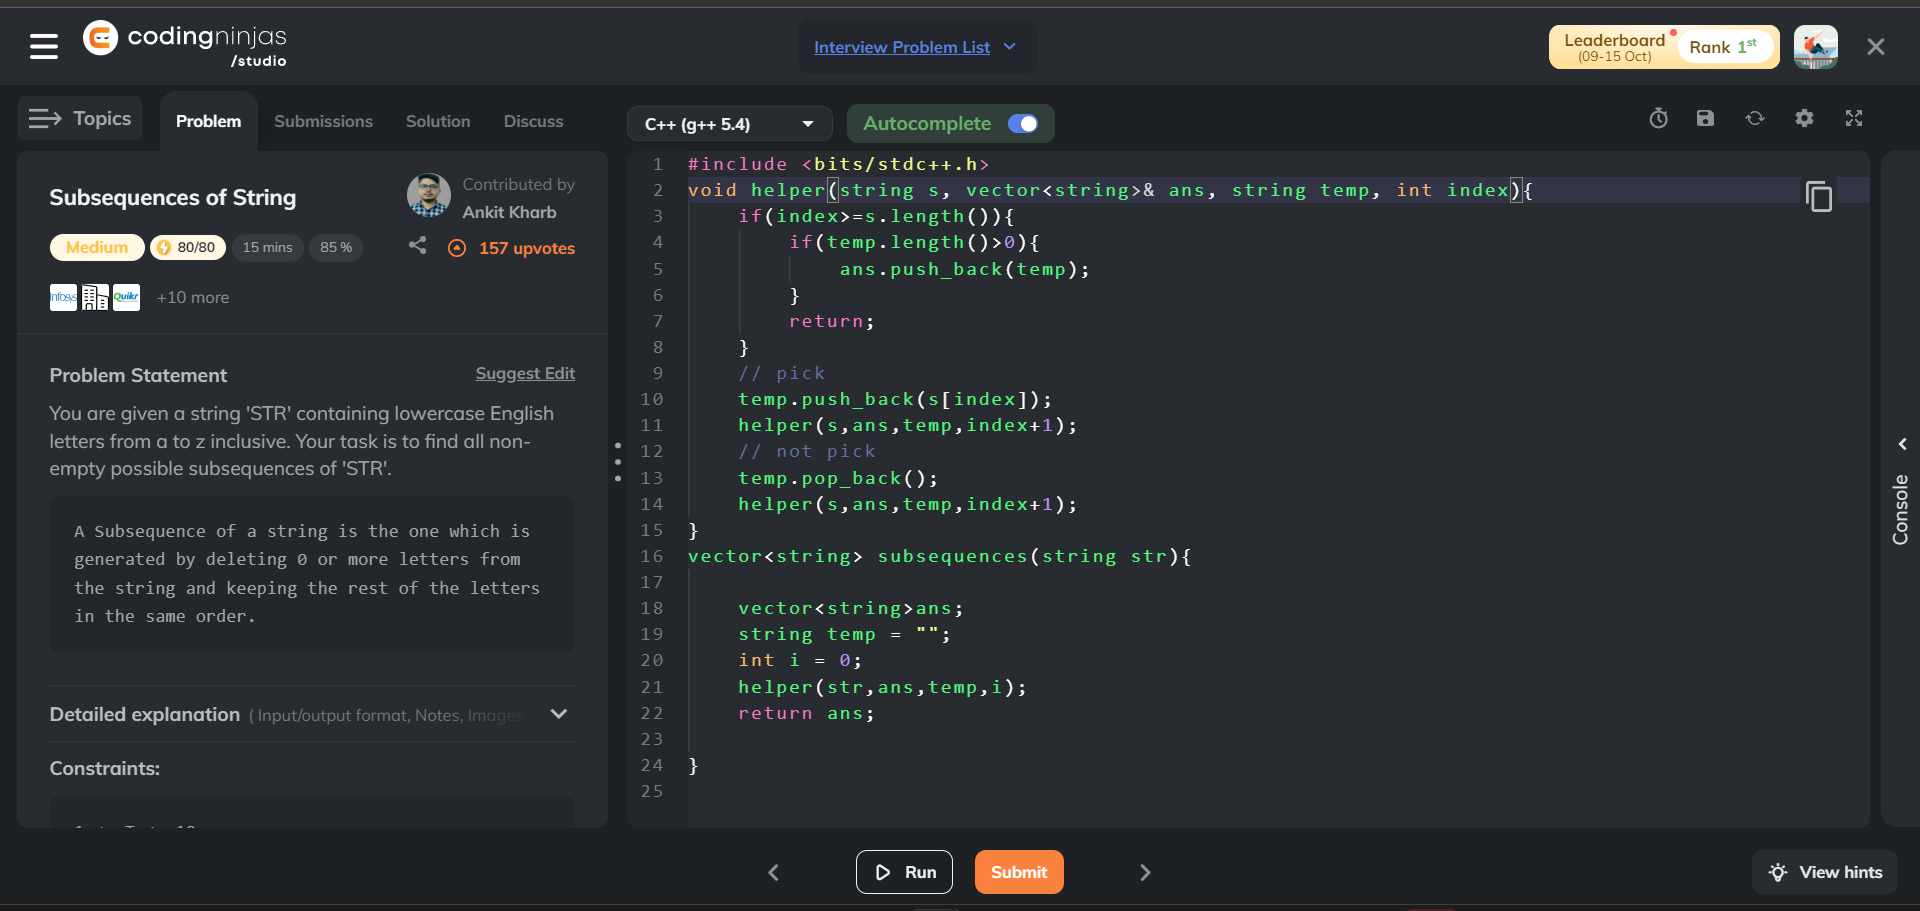 codingninjas
/studio
Interview Problem List
Leaderboard
(09-15 Oct)
Rank 1st
Topics
Problem
Submissions
Solution
Discuss
Subsequences of String
Contributed by
Ankit Kharb
Medium
80/80
15 mins
85 %
157 upvotes
Infosys
Quikr
+10 more
Problem Statement
Suggest Edit
You are given a string 'STR' containing lowercase English
letters from a to z inclusive. Your task is to find all non-
empty possible subsequences of 'STR'.
A Subsequence of a string is the one which is
generated by deleting 0 or more letters from
the string and keeping the rest of the letters
in the same order.
Detailed explanation ( Input/output format, Notes, Images
Constraints:
C++ (g++ 5.4)
Autocomplete
1 #include <bits/stdc++.h>
2 void helper(string s, vector<string>& ans, string temp, int index){
3     if(index>=s.length()){
4         if(temp.length()>0){
5             ans.push_back(temp);
6         }
7         return;
8     }
9     // pick
10     temp.push_back(s[index]);
11     helper(s,ans,temp,index+1);
12     // not pick
13     temp.pop_back();
14     helper(s,ans,temp,index+1);
15 }
16 vector<string> subsequences(string str){
17
18     vector<string>ans;
19     string temp = "";
20     int i = 0;
21     helper(str,ans,temp,i);
22     return ans;
23
24 }
25
Console
Run
Submit
View hints